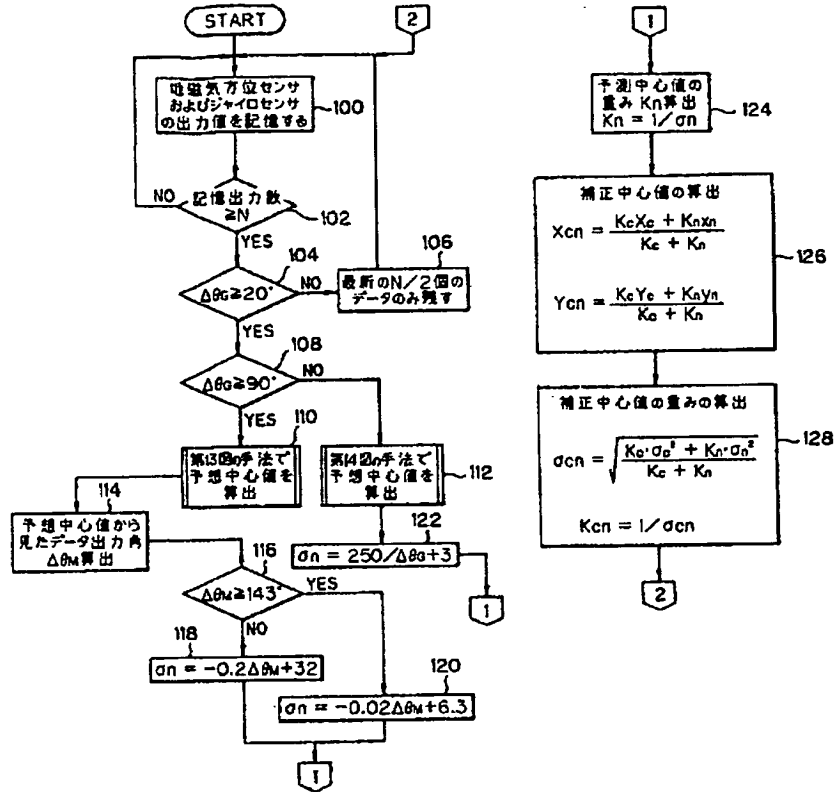 START
2
地磁気方位センサ
およびジャイロセンサ
の出力値を記憶する
100
NO
記憶出力数
≧N
102
YES
104
ΔθG≧20°
NO
106
最新のN/2個の
データのみ残す
YES
108
ΔθG≧90°
NO
YES
110
第13図の手法で
予想中心値を
算出
第14図の手法で
予想中心値を
算出
112
114
予想中心値から
見たデータ出力角
ΔθM算出
122
σn = 250/ΔθG+3
1
116
ΔθM≧143°
YES
NO
118
σn = -0.2ΔθM+32
120
σn = -0.02ΔθM+6.3
1
1
予測中心値の
重み Kn算出
Kn = 1/σn
124
補正中心値の算出
Xcn = (KcXc + Knxn)/(Kc + Kn)
Ycn = (KcYc + Knyn)/(Kc + Kn)
126
補正中心値の重みの算出
σcn = √((Kc·σc² + Kn·σn²)/(Kc + Kn))
Kcn = 1/σcn
128
2